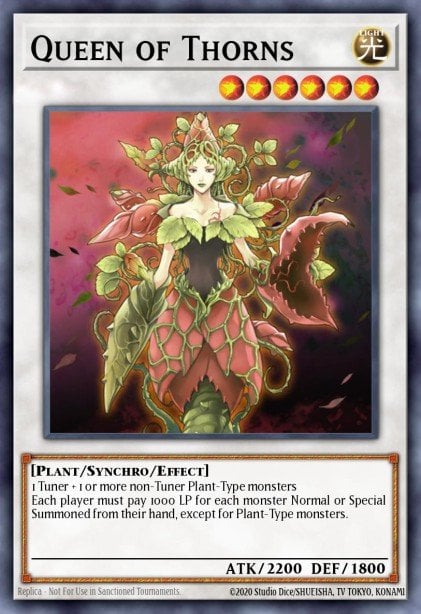 QUEEN OF THORNS
LIGHT
光
[PLANT/SYNCHRO/EFFECT]
1 Tuner + 1 or more non-Tuner Plant-Type monsters
Each player must pay 1000 LP for each monster Normal or Special
Summoned from their hand, except for Plant-Type monsters.
ATK/2200 DEF/1800
Replica - Not For Use in Sanctioned Tournaments.
©2020 Studio Dice/SHUEISHA, TV TOKYO, KONAMI